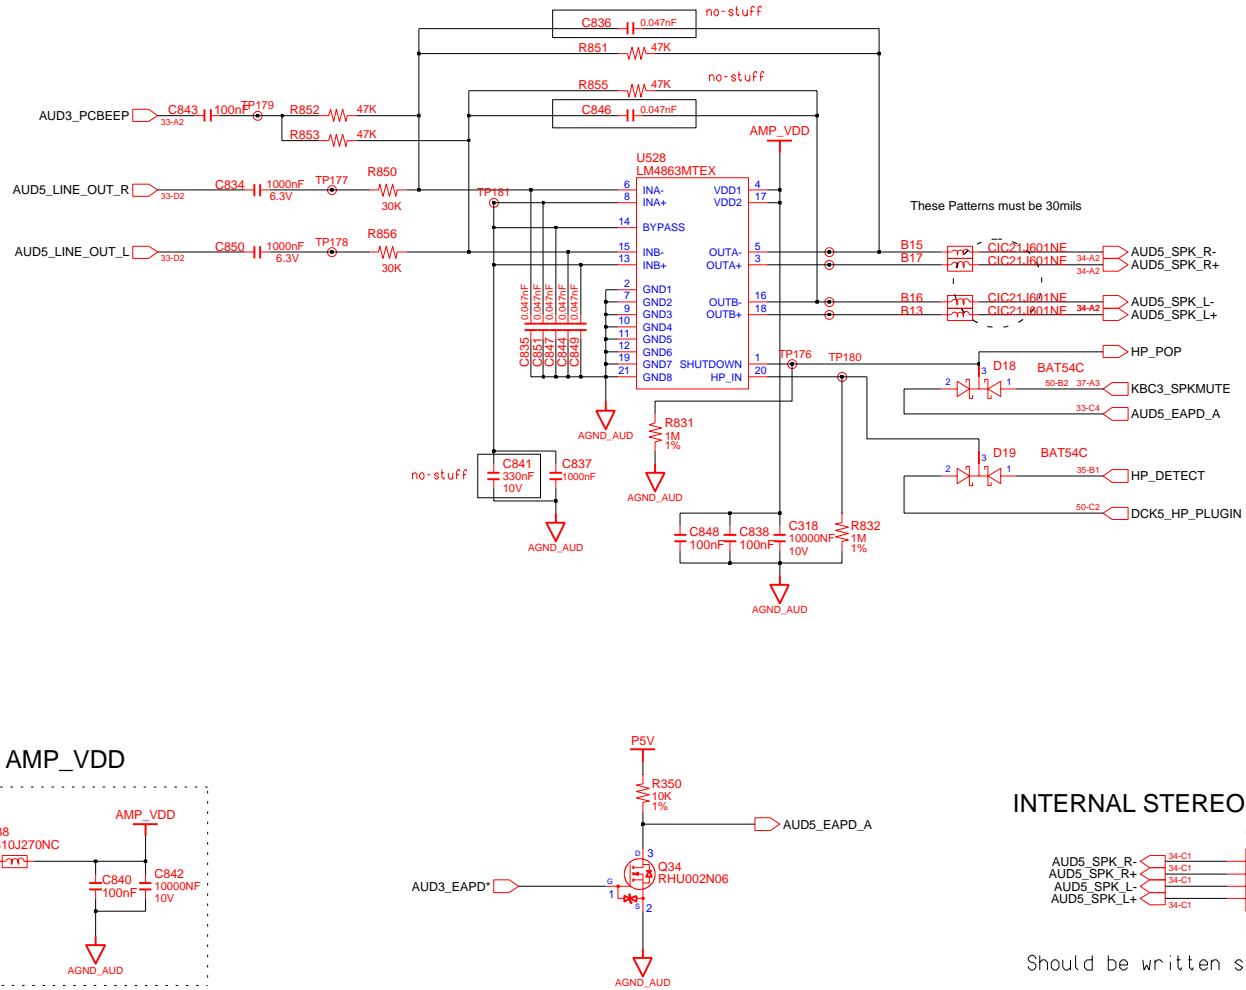 no-stuff
C836 0.047nF
R851 47K
no-stuff
R855 47K
C846 0.047nF
AUD3_PCBEEP
33-A2
C843 100nF
TP179
R852 47K
R853 47K
AMP_VDD
U528
LM4863MTEX
AUD5_LINE_OUT_R
33-D2
C834 1000nF
6.3V
TP177
R850
30K
TP181
AUD5_LINE_OUT_L
33-D2
C850 1000nF
6.3V
TP178
R856
30K
6 INA-
8 INA+
14 BYPASS
15 INB-
13 INB+
2 GND1
7 GND2
9 GND3
10 GND4
11 GND5
12 GND6
19 GND7
21 GND8
VDD1 4
VDD2 17
OUTA- 5
OUTA+ 3
OUTB- 16
OUTB+ 18
SHUTDOWN 1
HP_IN 20
These Patterns must be 30mils
B15 CIC21J601NE
AUD5_SPK_R-
B17 CIC21J601NE
34-A2
34-A2
AUD5_SPK_R+
B16 CIC21J601NE
AUD5_SPK_L-
B13 CIC21J601NE
34-A2
AUD5_SPK_L+
0.047nF
0.047nF
0.047nF
0.047nF
0.047nF
C835
C851
C847
C844
C849
TP176
TP180
HP_POP
D18 BAT54C
3
2
1
50-B2 37-A3
KBC3_SPKMUTE
33-C4
AUD5_EAPD_A
AGND_AUD
R831
1M
1%
AGND_AUD
D19 BAT54C
3
2
1
35-B1
HP_DETECT
50-C2
DCK5_HP_PLUGIN
no-stuff
C841
330nF
10V
C837
1000nF
AGND_AUD
C848
100nF
C838
100nF
C318
10000NF
10V
R832
1M
1%
AGND_AUD
AMP_VDD
AMP_VDD
10J270NC
C840
100nF
C842
10000NF
10V
AGND_AUD
P5V
R350
10K
1%
AUD5_EAPD_A
D 3
Q34
RHU002N06
AUD3_EAPD*
G
1
S 2
AGND_AUD
INTERNAL STEREO
AUD5_SPK_R- 34-C1
AUD5_SPK_R+ 34-C1
AUD5_SPK_L- 34-C1
AUD5_SPK_L+ 34-C1
Should be written s